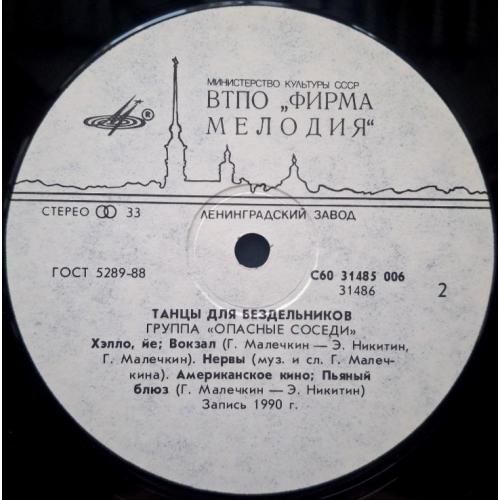 МИНИСТЕРСТВО КУЛЬТУРЫ СССР
ВТПО „ФИРМА
МЕЛОДИЯ“
®
СТЕРЕО 33
ЛЕНИНГРАДСКИЙ ЗАВОД
ГОСТ 5289-88
С60 31485 006
31486
2
ТАНЦЫ ДЛЯ БЕЗДЕЛЬНИКОВ
ГРУППА «ОПАСНЫЕ СОСЕДИ»
Хэлло, йе; Вокзал (Г. Малечкин — Э. Никитин,
Г. Малечкин). Нервы (муз. и сл. Г. Малеч-
кина). Американское кино; Пьяный
блюз (Г. Малечкин — Э. Никитин)
Запись 1990 г.